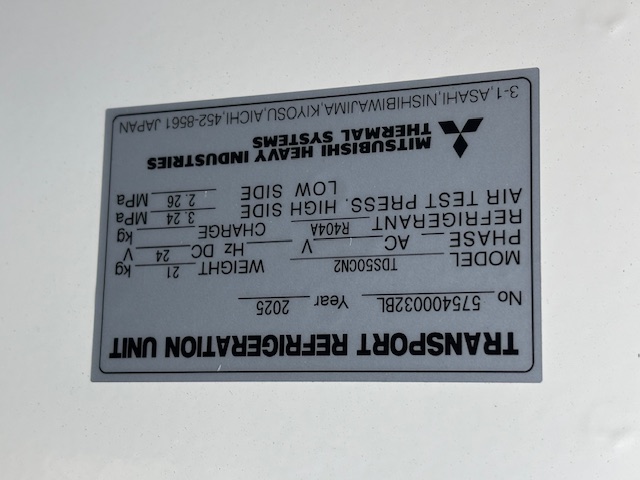 TRANSPORT REFRIGERATION UNIT
No 575400032BL Year 2025
MODEL TDS50CN2 WEIGHT 21 kg
PHASE AC V Hz DC 24 V
REFRIGERANT R404A CHARGE kg
AIR TEST PRESS. HIGH SIDE 3.24 MPa
LOW SIDE 2.26 MPa
MITSUBISHI HEAVY INDUSTRIES
THERMAL SYSTEMS
3-1,ASAHI,NISHIBIWAJIMA,KIYOSU,AICHI,452-8561 JAPAN